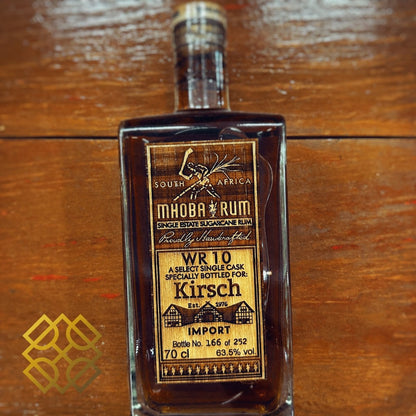 SOUTH AFRICA
MHOBA RUM
SINGLE ESTATE SUGARCANE RUM
Proudly Handcrafted
WR 10
A SELECT SINGLE CASK
SPECIALLY BOTTLED FOR:
Kirsch
Est. 1976
IMPORT
Bottle No. 166 of 252
70 cl 63.5% vol.